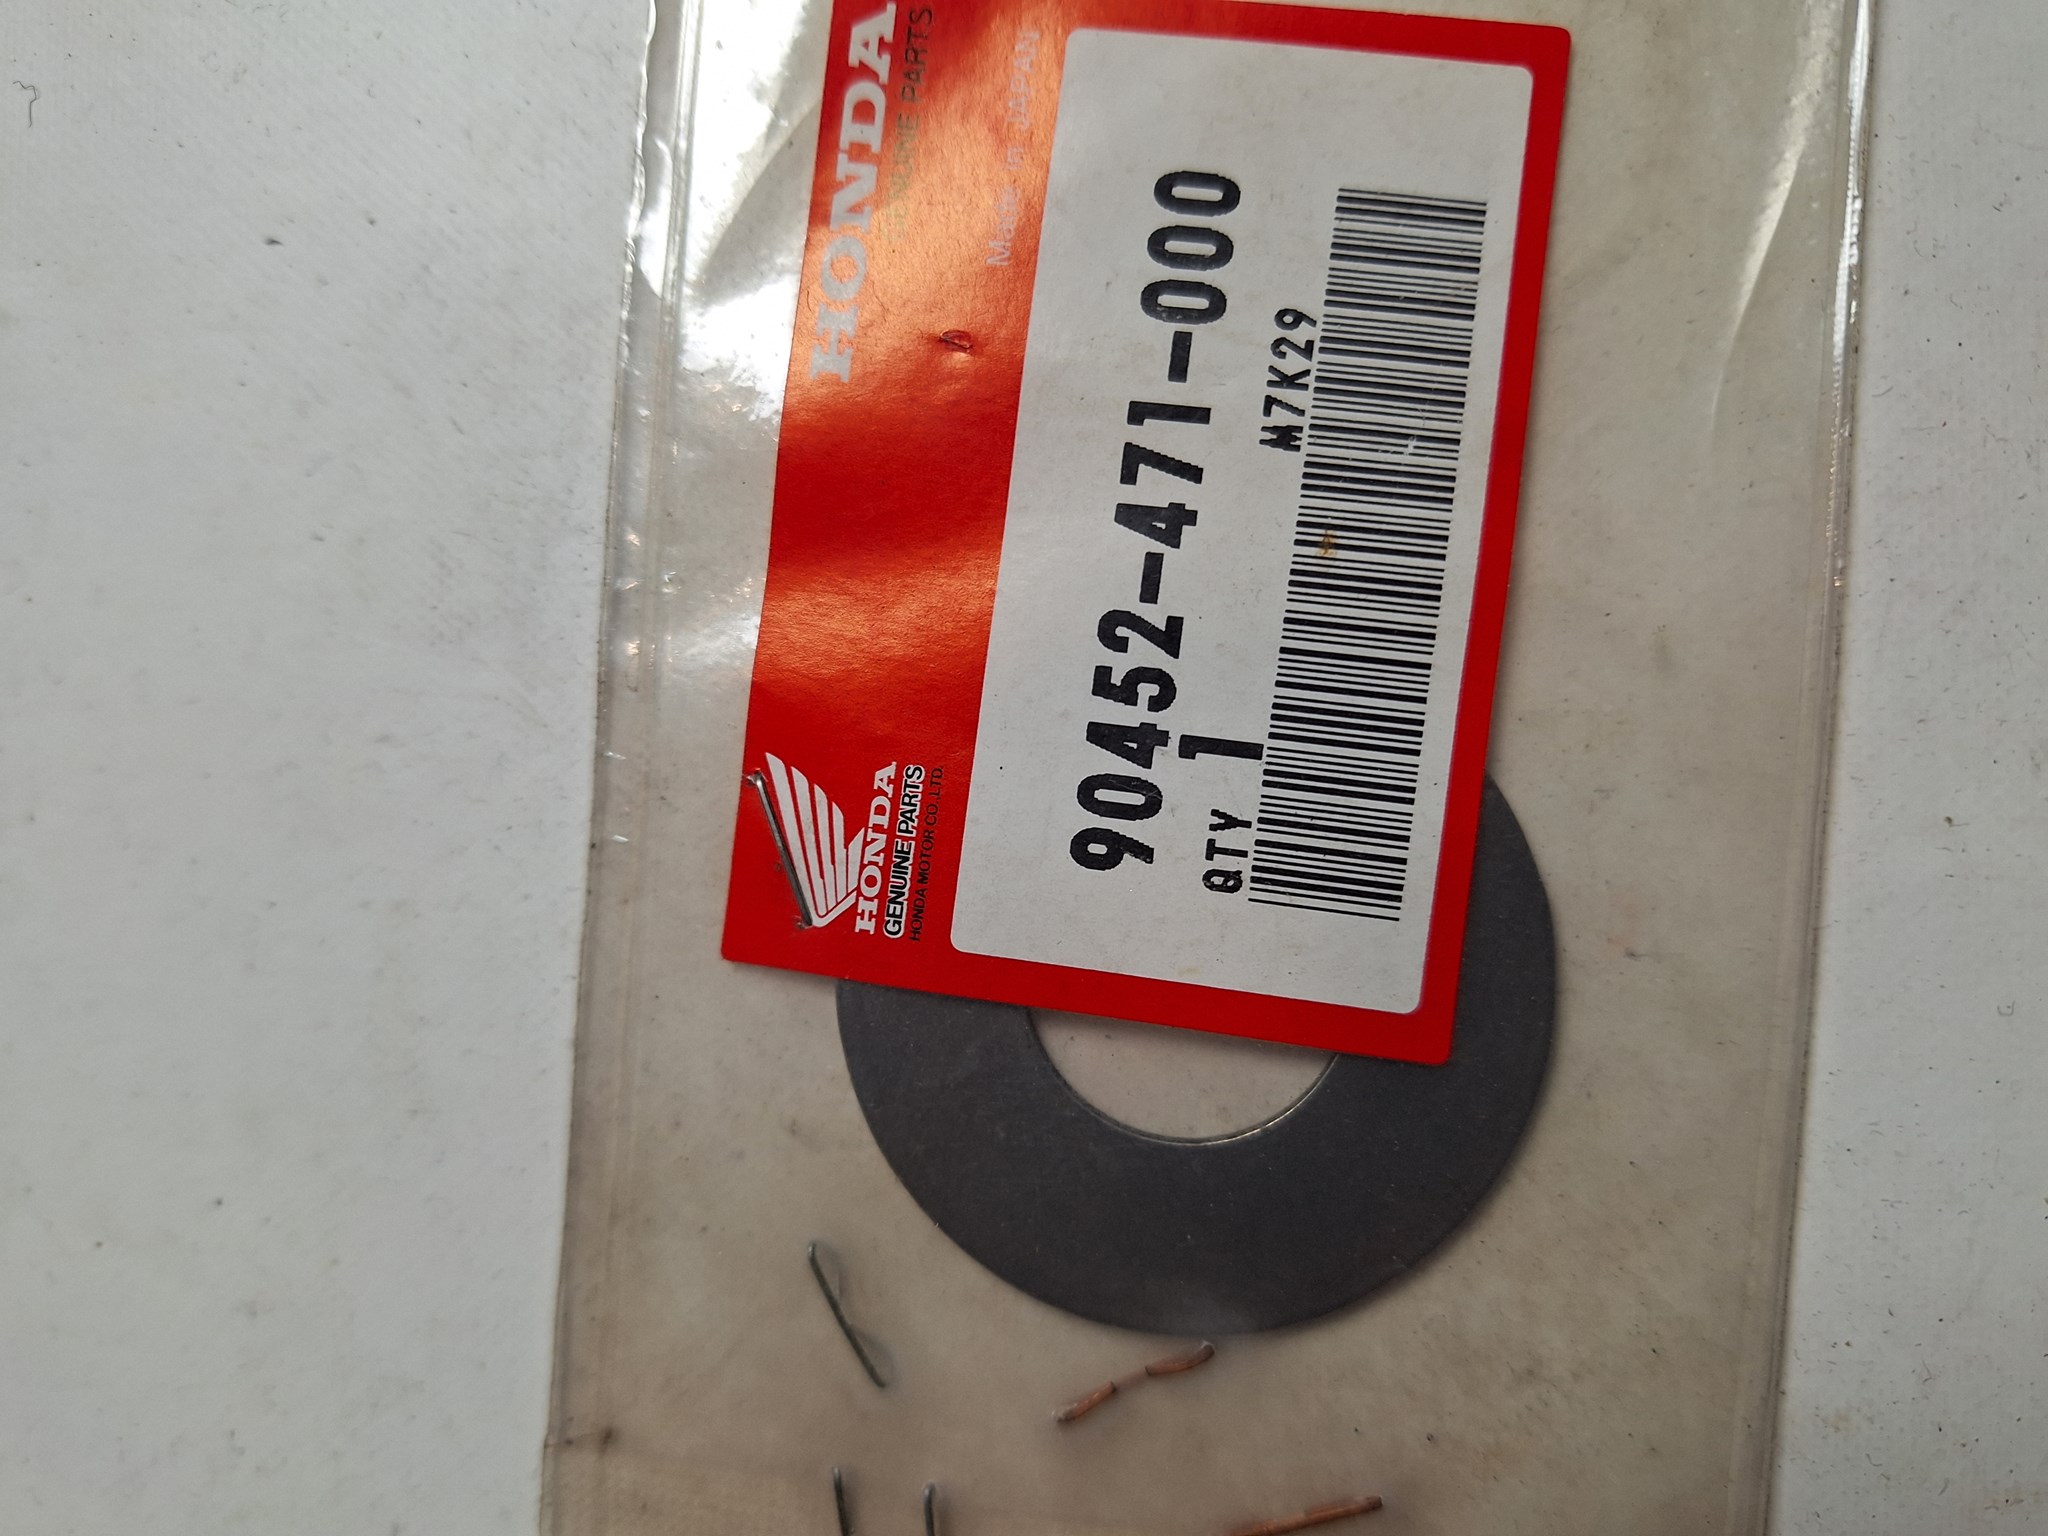 HONDA
GENUINE PARTS
HONDA MOTOR CO.,LTD.
HONDA
GENUINE PARTS
Made in JAPAN
90452-471-000
QTY 1
M7K29